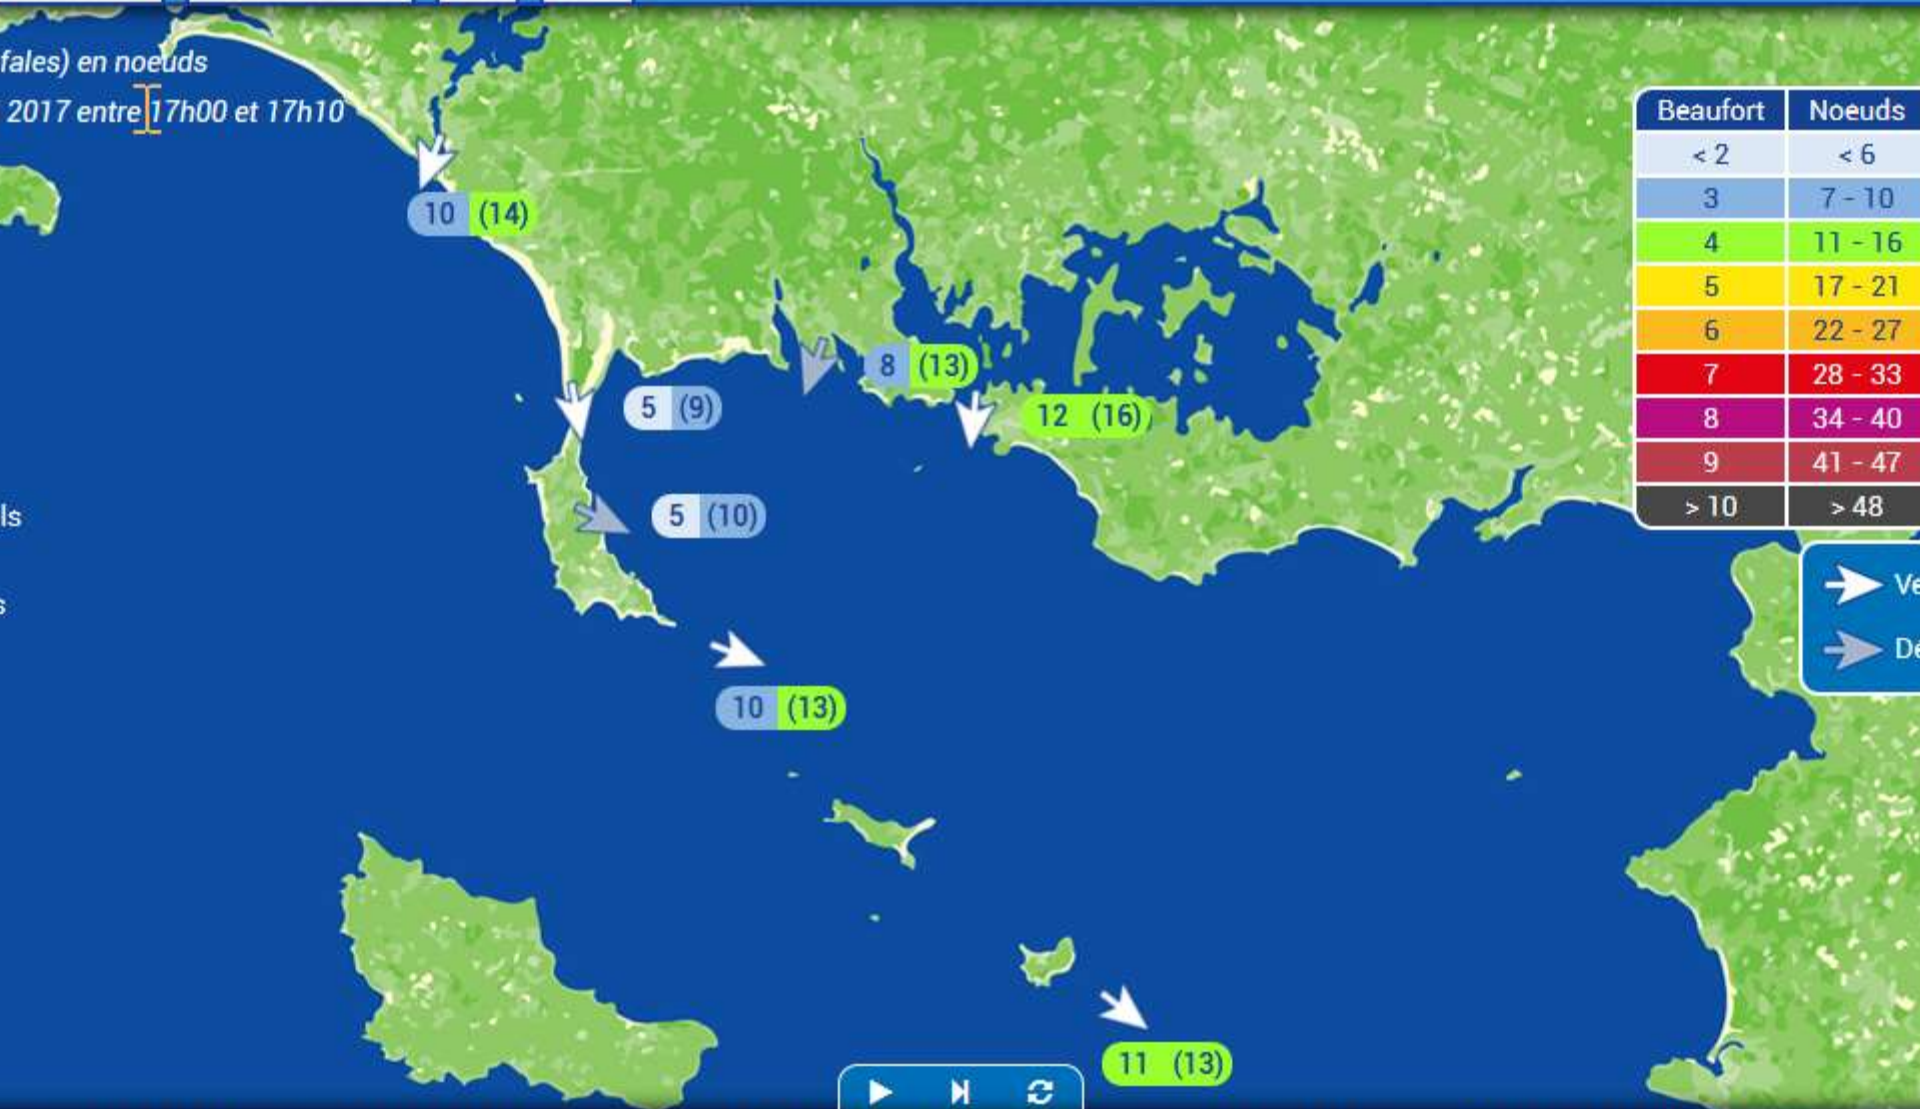 fales) en noeuds
2017 entre 17h00 et 17h10
Beaufort Noeuds
< 2 < 6
3 7 - 10
4 11 - 16
5 17 - 21
6 22 - 27
7 28 - 33
8 34 - 40
9 41 - 47
> 10 > 48
10 (14)
8 (13)
5 (9)
12 (16)
5 (10)
ls
Ve
s
Dé
10 (13)
11 (13)